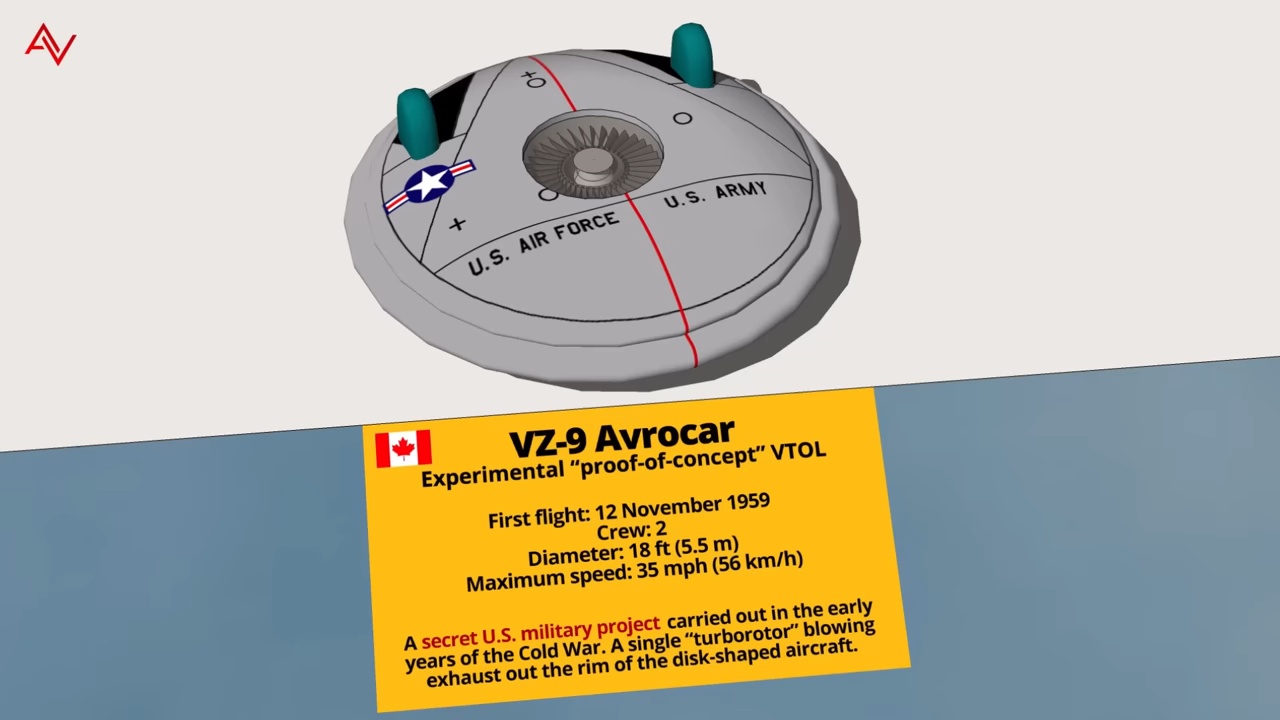 AV
U.S. AIR FORCE
U.S. ARMY
VZ-9 Avrocar
Experimental “proof-of-concept” VTOL
First flight: 12 November 1959
Crew: 2
Diameter: 18 ft (5.5 m)
Maximum speed: 35 mph (56 km/h)
A secret U.S. military project carried out in the early
years of the Cold War. A single “turborotor” blowing
exhaust out the rim of the disk-shaped aircraft.